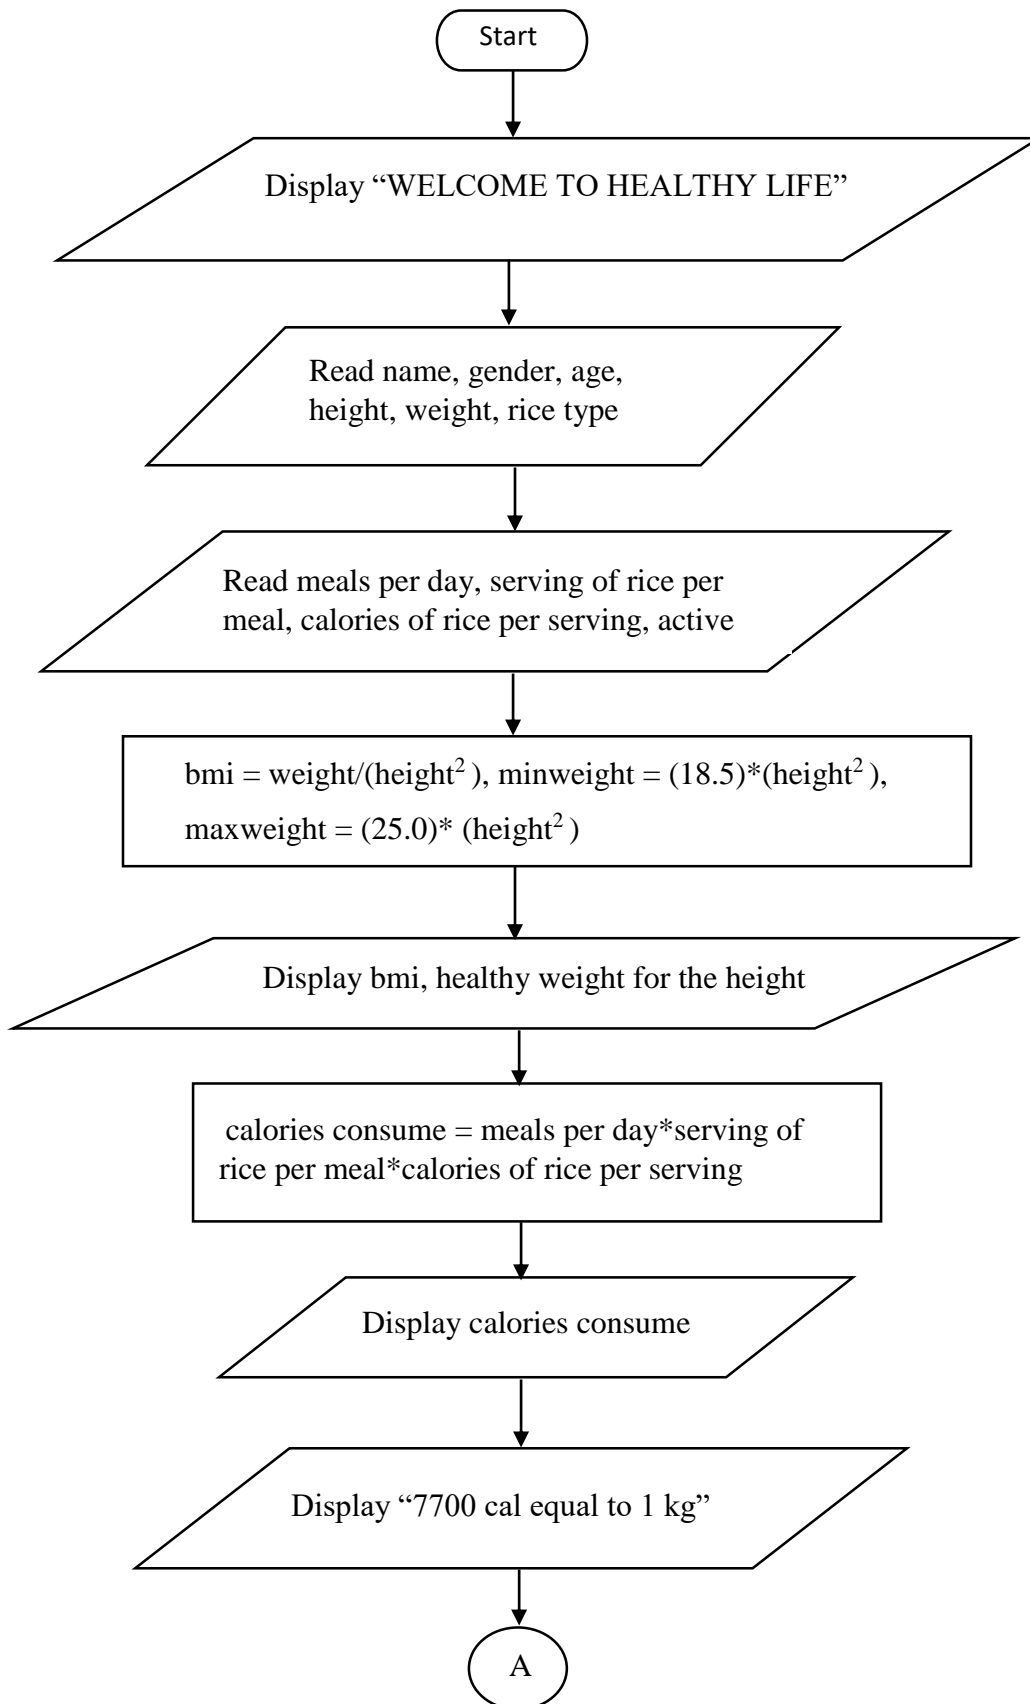 Start
Display “WELCOME TO HEALTHY LIFE”
Read name, gender, age,
height, weight, rice type
Read meals per day, serving of rice per
meal, calories of rice per serving, active
bmi = weight/(height²), minweight = (18.5)*(height²),
maxweight = (25.0)* (height²)
Display bmi, healthy weight for the height
calories consume = meals per day*serving of
rice per meal*calories of rice per serving
Display calories consume
Display “7700 cal equal to 1 kg”
A